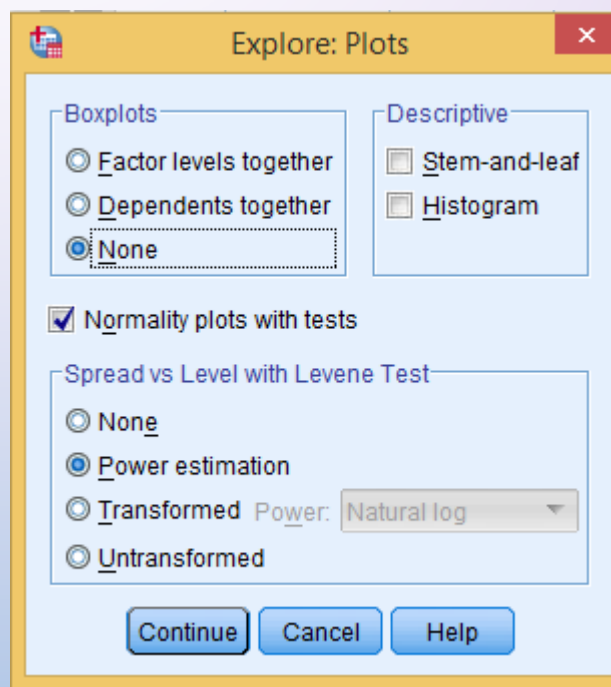 Explore: Plots
Boxplots
Factor levels together
Dependents together
None
Descriptive
Stem-and-leaf
Histogram
Normality plots with tests
Spread vs Level with Levene Test
None
Power estimation
Transformed Power: Natural log
Untransformed
Continue Cancel Help